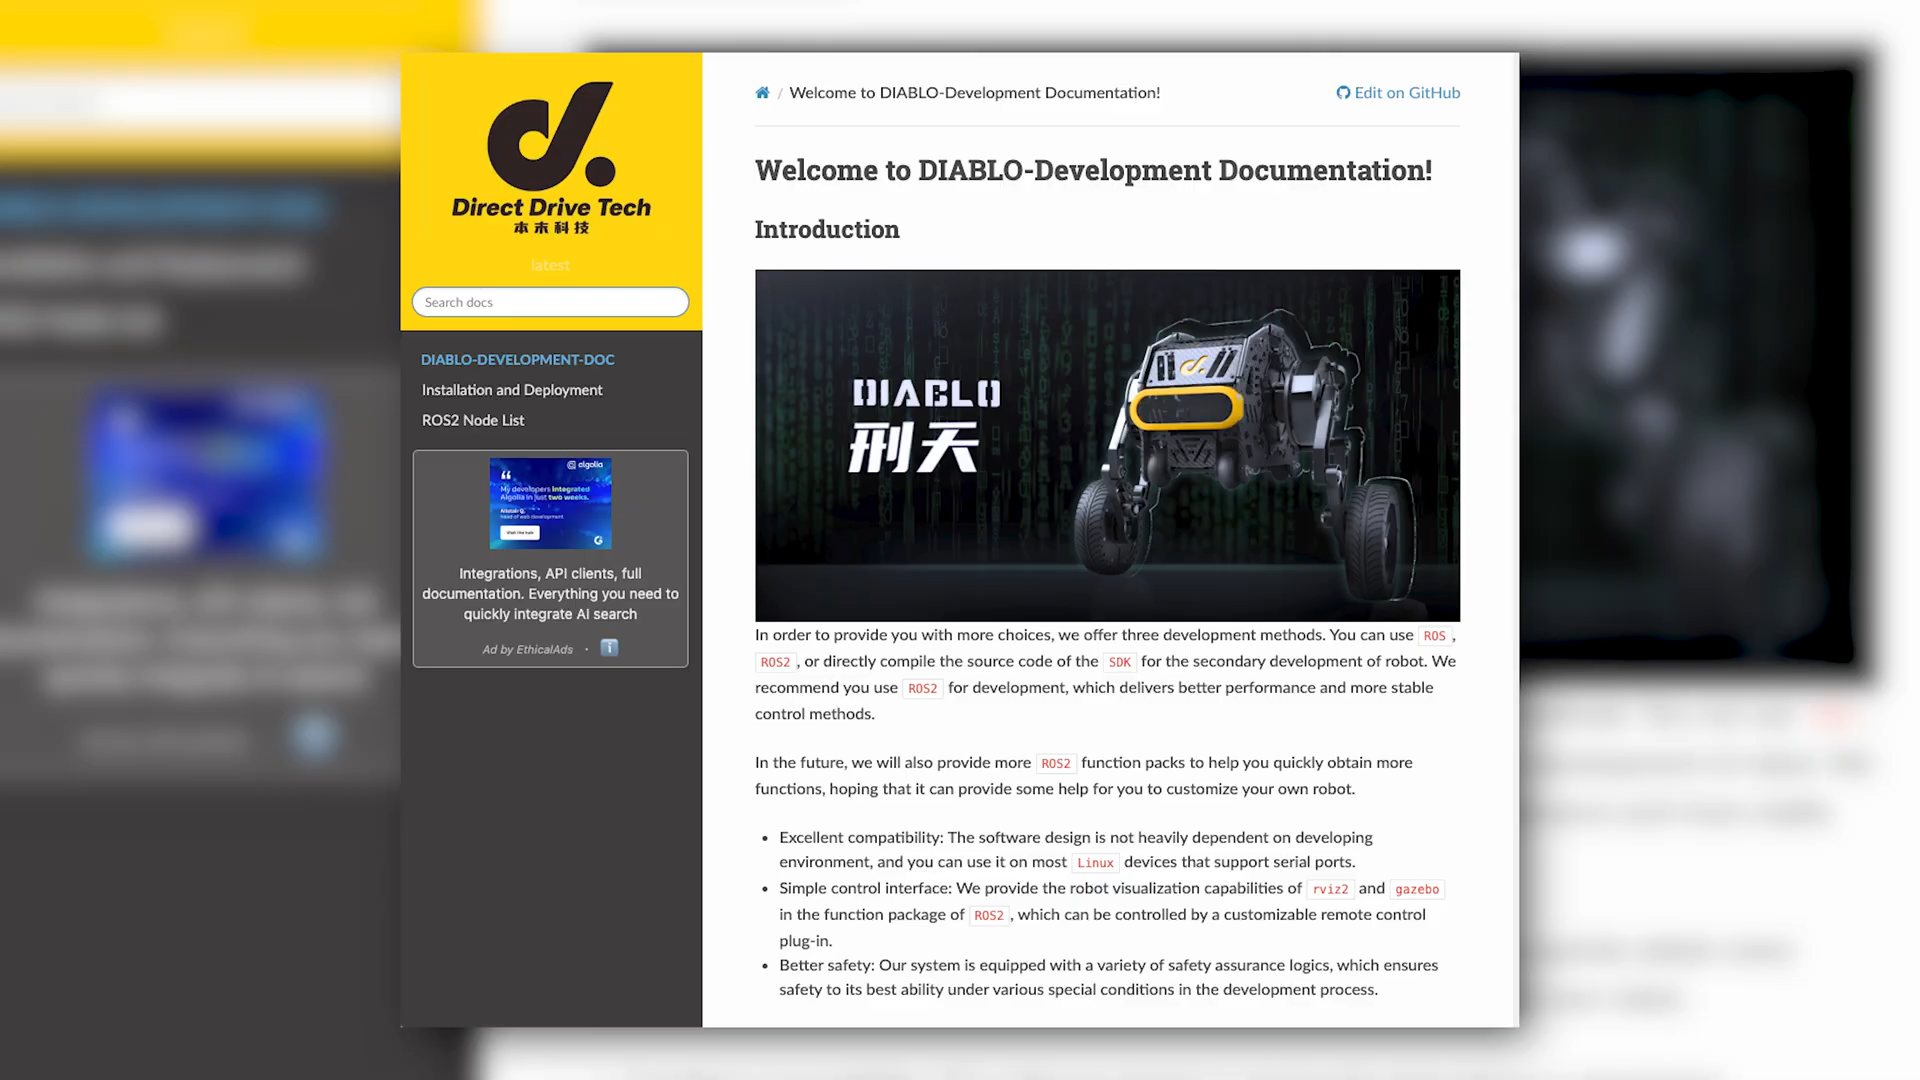 d.
Direct Drive Tech
本末科技
latest
Search docs
DIABLO-DEVELOPMENT-DOC
Installation and Deployment
ROS2 Node List
algolia
“
My developers integrated
Algolia in just two weeks.
head of web development
Visit the hub
Integrations, API clients, full
documentation. Everything you need to
quickly integrate AI search
Ad by EthicalAds ·
/ Welcome to DIABLO-Development Documentation!
Edit on GitHub
Welcome to DIABLO-Development Documentation!
Introduction
DIABLO
刑天
In order to provide you with more choices, we offer three development methods. You can use ROS,
ROS2, or directly compile the source code of the SDK for the secondary development of robot. We
recommend you use ROS2 for development, which delivers better performance and more stable
control methods.
In the future, we will also provide more ROS2 function packs to help you quickly obtain more
functions, hoping that it can provide some help for you to customize your own robot.
• Excellent compatibility: The software design is not heavily dependent on developing
environment, and you can use it on most Linux devices that support serial ports.
• Simple control interface: We provide the robot visualization capabilities of rviz2 and gazebo
in the function package of ROS2, which can be controlled by a customizable remote control
plug-in.
• Better safety: Our system is equipped with a variety of safety assurance logics, which ensures
safety to its best ability under various special conditions in the development process.